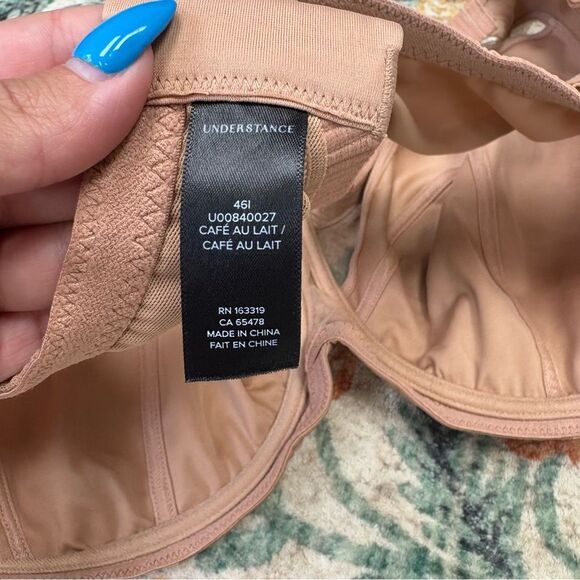 UNDERSTANCE
46I
U00840027
CAFÉ AU LAIT /
CAFÉ AU LAIT
RN 163319
CA 65478
MADE IN CHINA
FAIT EN CHINE